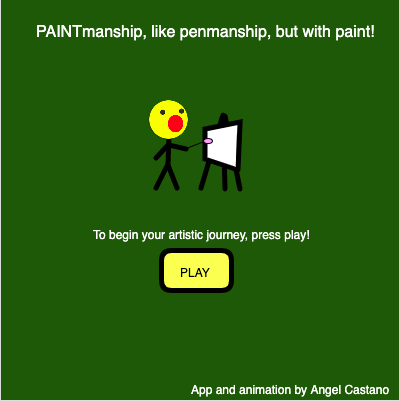 PAINTmanship, like penmanship, but with paint!
To begin your artistic journey, press play!
PLAY
App and animation by Angel Castano